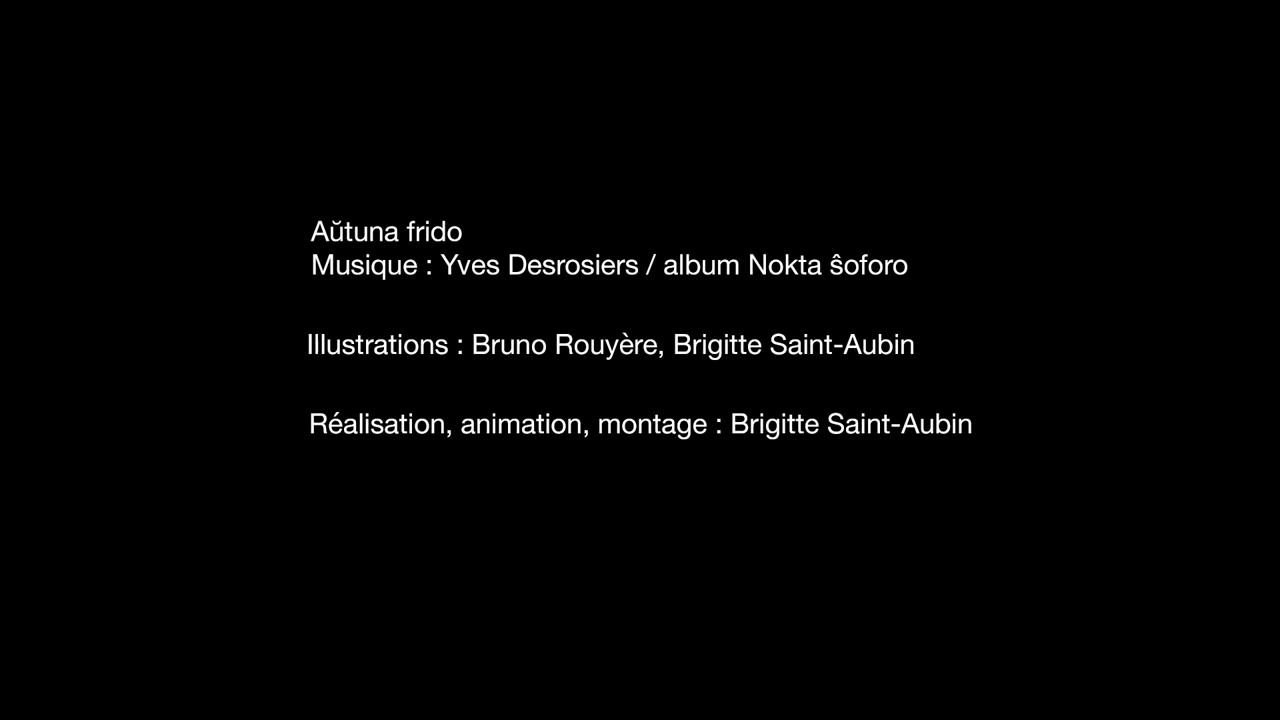 Aŭtuna frido
Musique : Yves Desrosiers / album Nokta ŝoforo
Illustrations : Bruno Rouyère, Brigitte Saint-Aubin
Réalisation, animation, montage : Brigitte Saint-Aubin